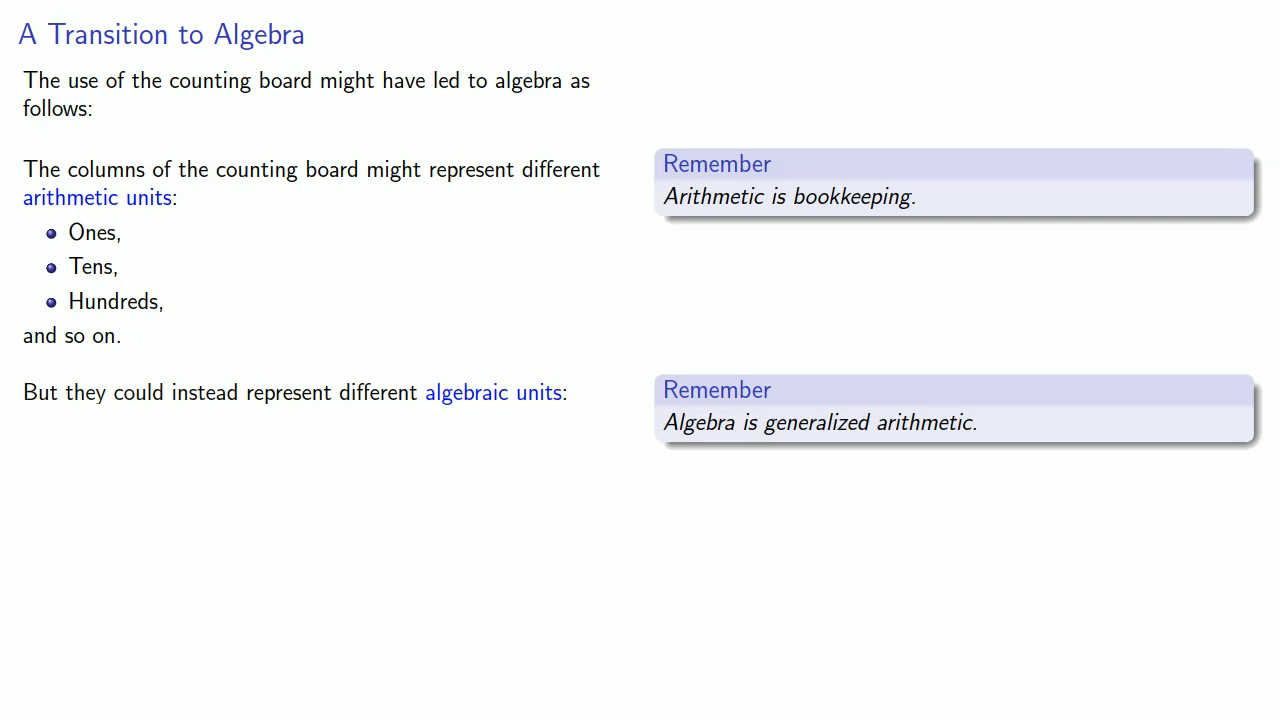 A Transition to Algebra
The use of the counting board might have led to algebra as
follows:
The columns of the counting board might represent different
arithmetic units:
Ones,
Tens,
Hundreds,
and so on.
Remember
Arithmetic is bookkeeping.
But they could instead represent different algebraic units:
Remember
Algebra is generalized arithmetic.